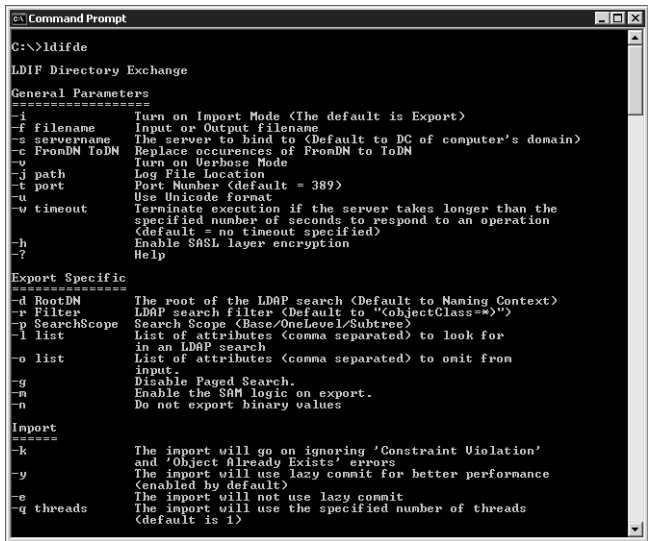 Command Prompt
C:\>ldifde
LDIF Directory Exchange
General Parameters
==================
-i Turn on Import Mode (The default is Export)
-f filename Input or Output filename
-s servername The server to bind to (Default to DC of computer's domain)
-c FromDN ToDN Replace occurences of FromDN to ToDN
-v Turn on Verbose Mode
-j path Log File Location
-t port Port Number (default = 389)
-u Use Unicode format
-w timeout Terminate execution if the server takes longer than the
specified number of seconds to respond to an operation
(default = no timeout specified)
-h Enable SASL layer encryption
-? Help
Export Specific
===============
-d RootDN The root of the LDAP search (Default to Naming Context)
-r Filter LDAP search filter (Default to "(objectClass=*)")
-p SearchScope Search Scope (Base/OneLevel/Subtree)
-l list List of attributes (comma separated) to look for
in an LDAP search
-o list List of attributes (comma separated) to omit from
input.
-g Disable Paged Search.
-m Enable the SAM logic on export.
-n Do not export binary values
Import
======
-k The import will go on ignoring 'Constraint Violation'
and 'Object Already Exists' errors
-y The import will use lazy commit for better performance
(enabled by default)
-e The import will not use lazy commit
-q threads The import will use the specified number of threads
(default is 1)